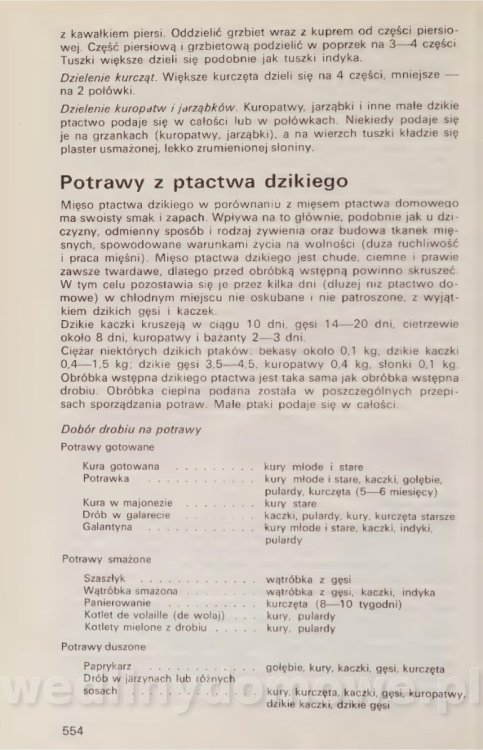 z kawałkiem piersi. Oddzielić grzbiet wraz z kuprem od części piersio-
wej. Część piersiową i grzbietową podzielić w poprzek na 3—4 części.
Tuszki większe dzieli się podobnie jak tuszki indyka.
Dzielenie kurcząt. Większe kurczęta dzieli się na 4 części, mniejsze —
na 2 połówki.
Dzielenie kuropatw i jarząbków. Kuropatwy, jarząbki i inne małe dzikie
ptactwo podaje się w całości lub w połówkach. Niekiedy podaje się
je na grzankach (kuropatwy, jarząbki), a na wierzch tuszki kładzie się
plaster usmażonej, lekko zrumienionej słoniny.
Potrawy z ptactwa dzikiego
Mięso ptactwa dzikiego w porównaniu z mięsem ptactwa domowego
ma swoisty smak i zapach. Wpływa na to głównie, podobnie jak u dzi-
czyzny, odmienny sposób i rodzaj żywienia oraz budowa tkanek mię-
snych, spowodowane warunkami życia na wolności (duża ruchliwość
i praca mięśni). Mięso ptactwa dzikiego jest chude, ciemne i prawie
zawsze twardawe, dlatego przed obróbką wstępną powinno skruszeć.
W tym celu pozostawia się je przez kilka dni (dłużej niż ptactwo do-
mowe) w chłodnym miejscu nie oskubane i nie patroszone, z wyjąt-
kiem dzikich gęsi i kaczek.
Dzikie kaczki kruszeją w ciągu 10 dni, gęsi 14—20 dni, cietrzewie
około 8 dni, kuropatwy i bażanty 2—3 dni.
Ciężar niektórych dzikich ptaków: bekasy około 0,1 kg, dzikie kaczki
0,4—1,5 kg; dzikie gęsi 3,5—4,5, kuropatwy 0,4 kg, słonki 0,1 kg.
Obróbka wstępna dzikiego ptactwa jest taka sama jak obróbka wstępna
drobiu. Obróbka cieplna podana została w poszczególnych przepi-
sach sporządzania potraw. Małe ptaki podaje się w całości.
Dobór drobiu na potrawy
Potrawy gotowane
Kura gotowana . . . . . . . . . kury młode i stare
Potrawka . . . . . . . . . kury młode i stare, kaczki, gołębie,
pulardy, kurczęta (5—6 miesięcy)
Kura w majonezie . . . . . . . . kury stare
Drób w galarecie . . . . . . . . kaczki, pulardy, kury, kurczęta starsze
Galantyna . . . . . . . . . . . kury młode i stare, kaczki, indyki,
pulardy
Potrawy smażone
Szaszłyk . . . . . . . . . . . . wątróbka z gęsi
Wątróbka smażona . . . . . . . . wątróbka z gęsi, kaczki, indyka
Panierowanie . . . . . . . . . kurczęta (8—10 tygodni)
Kotlet de volaille (de wolaj) . . . kury, pulardy
Kotlety mielone z drobiu . . . . . kury, pulardy
Potrawy duszone
Paprykarz . . . . . . . . . . . . gołębie, kury, kaczki, gęsi, kurczęta
Drób w jarzynach lub różnych
sosach . . . . . . . . . . . . kury, kurczęta, kaczki, gęsi, kuropatwy,
dzikie kaczki, dzikie gęsi
wedlinydomowe.pl
554